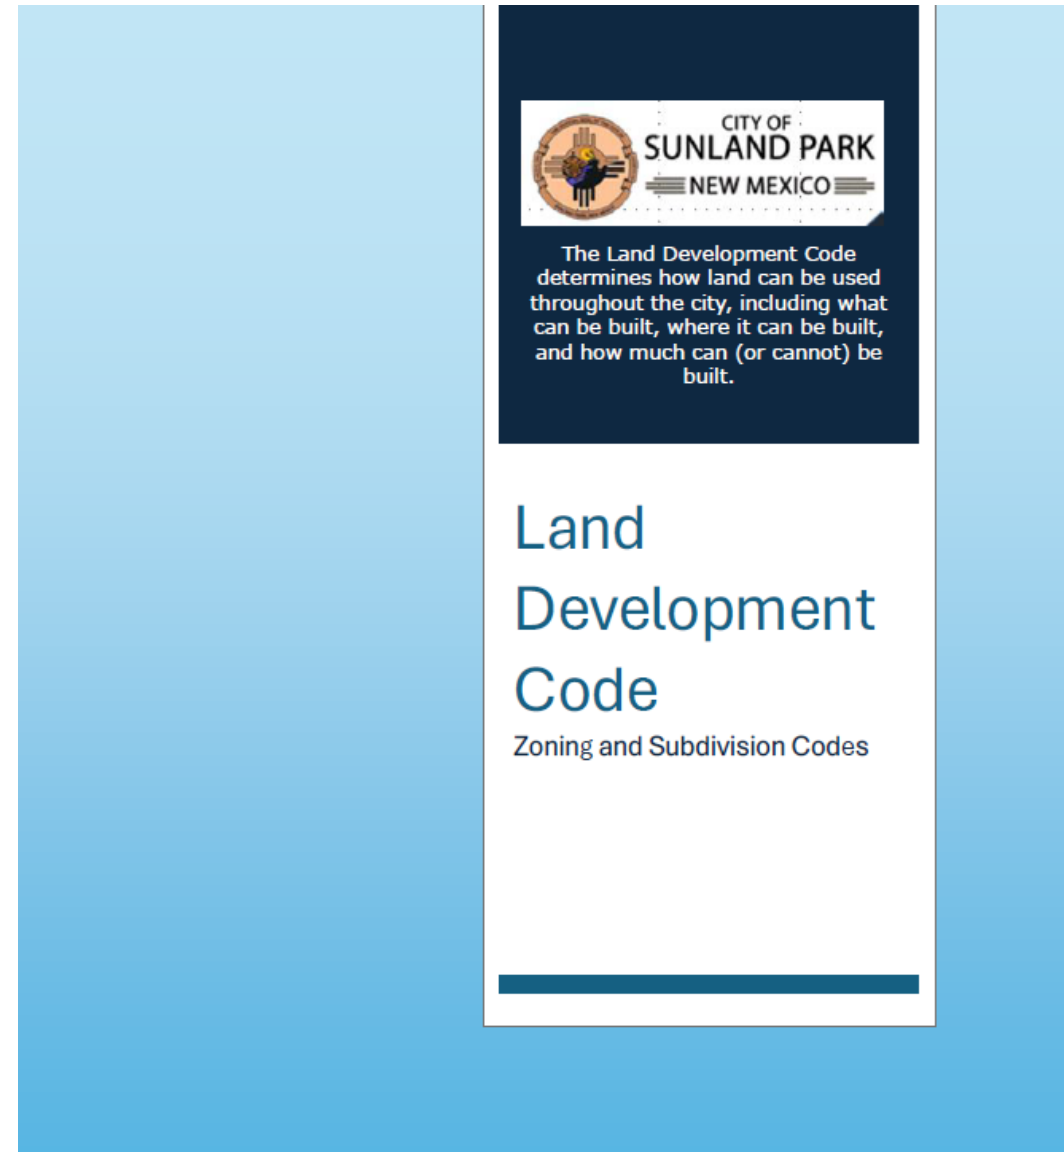 CITY OF
SUNLAND PARK
NEW MEXICO
The Land Development Code
determines how land can be used
throughout the city, including what
can be built, where it can be built,
and how much can (or cannot) be
built.
Land
Development
Code
Zoning and Subdivision Codes